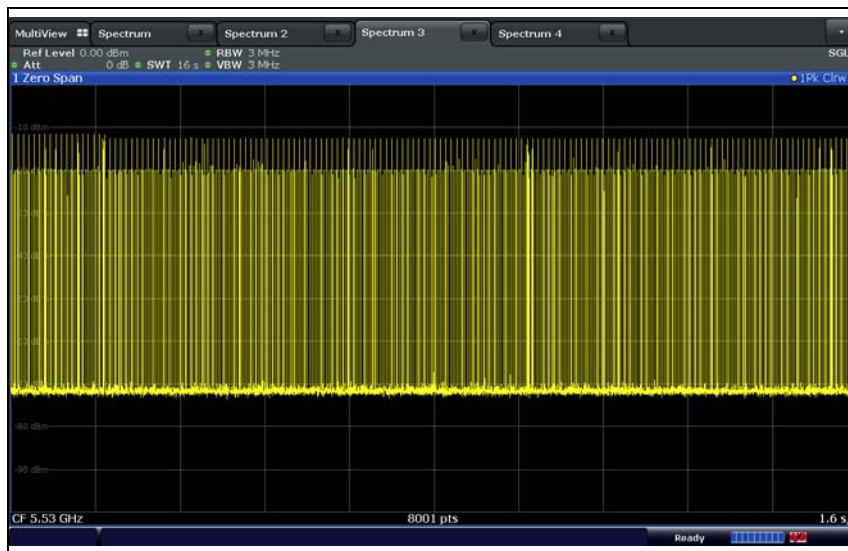 MultiView Spectrum x Spectrum 2 x Spectrum 3 x Spectrum 4 x
Ref Level 0.00 dBm RBW 3 MHz SGL
Att 0 dB SWT 16 s VBW 3 MHz
1 Zero Span 1Pk Clrw
-10 dBm
-80 dBm
-90 dBm
CF 5.53 GHz 8001 pts 1.6 s/
Ready